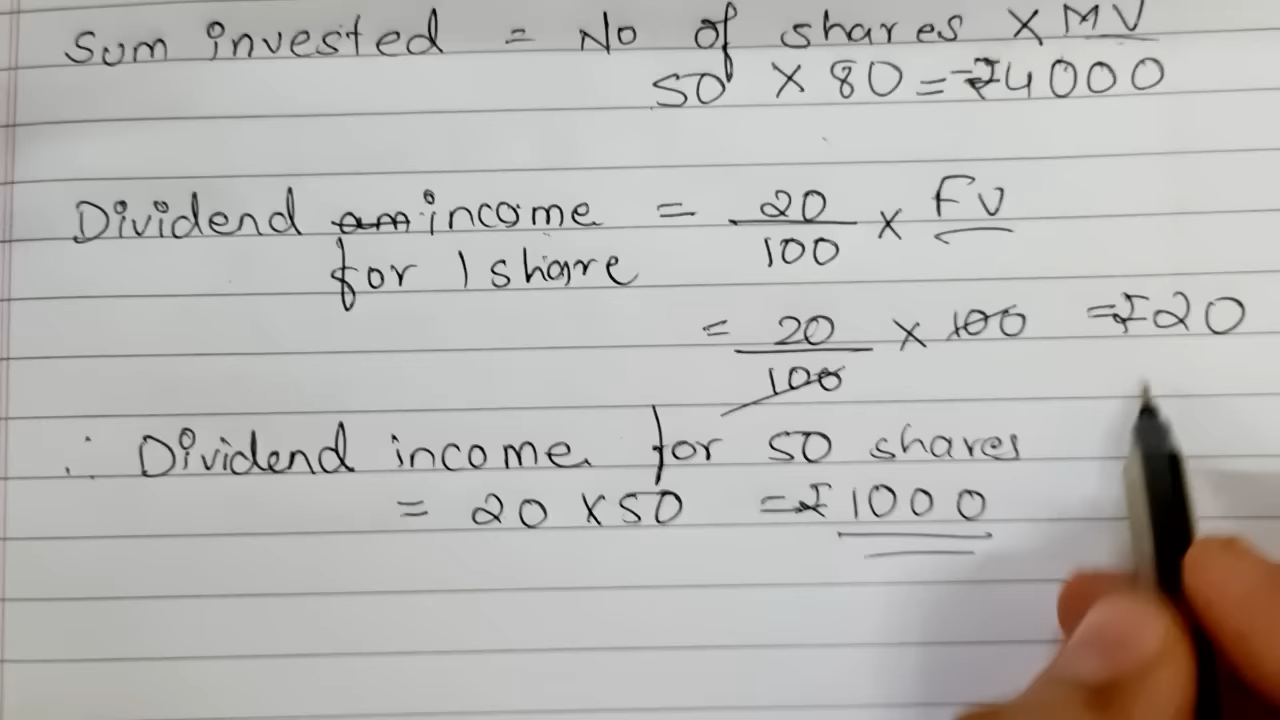 Sum invested = No of shares X MV
50 X 80 = ₹4000
Dividend am income = 20/100 X FV
for 1 share
= 20/100 X 100 = ₹20
∴ Dividend income for 50 shares
= 20 X 50 = ₹1000